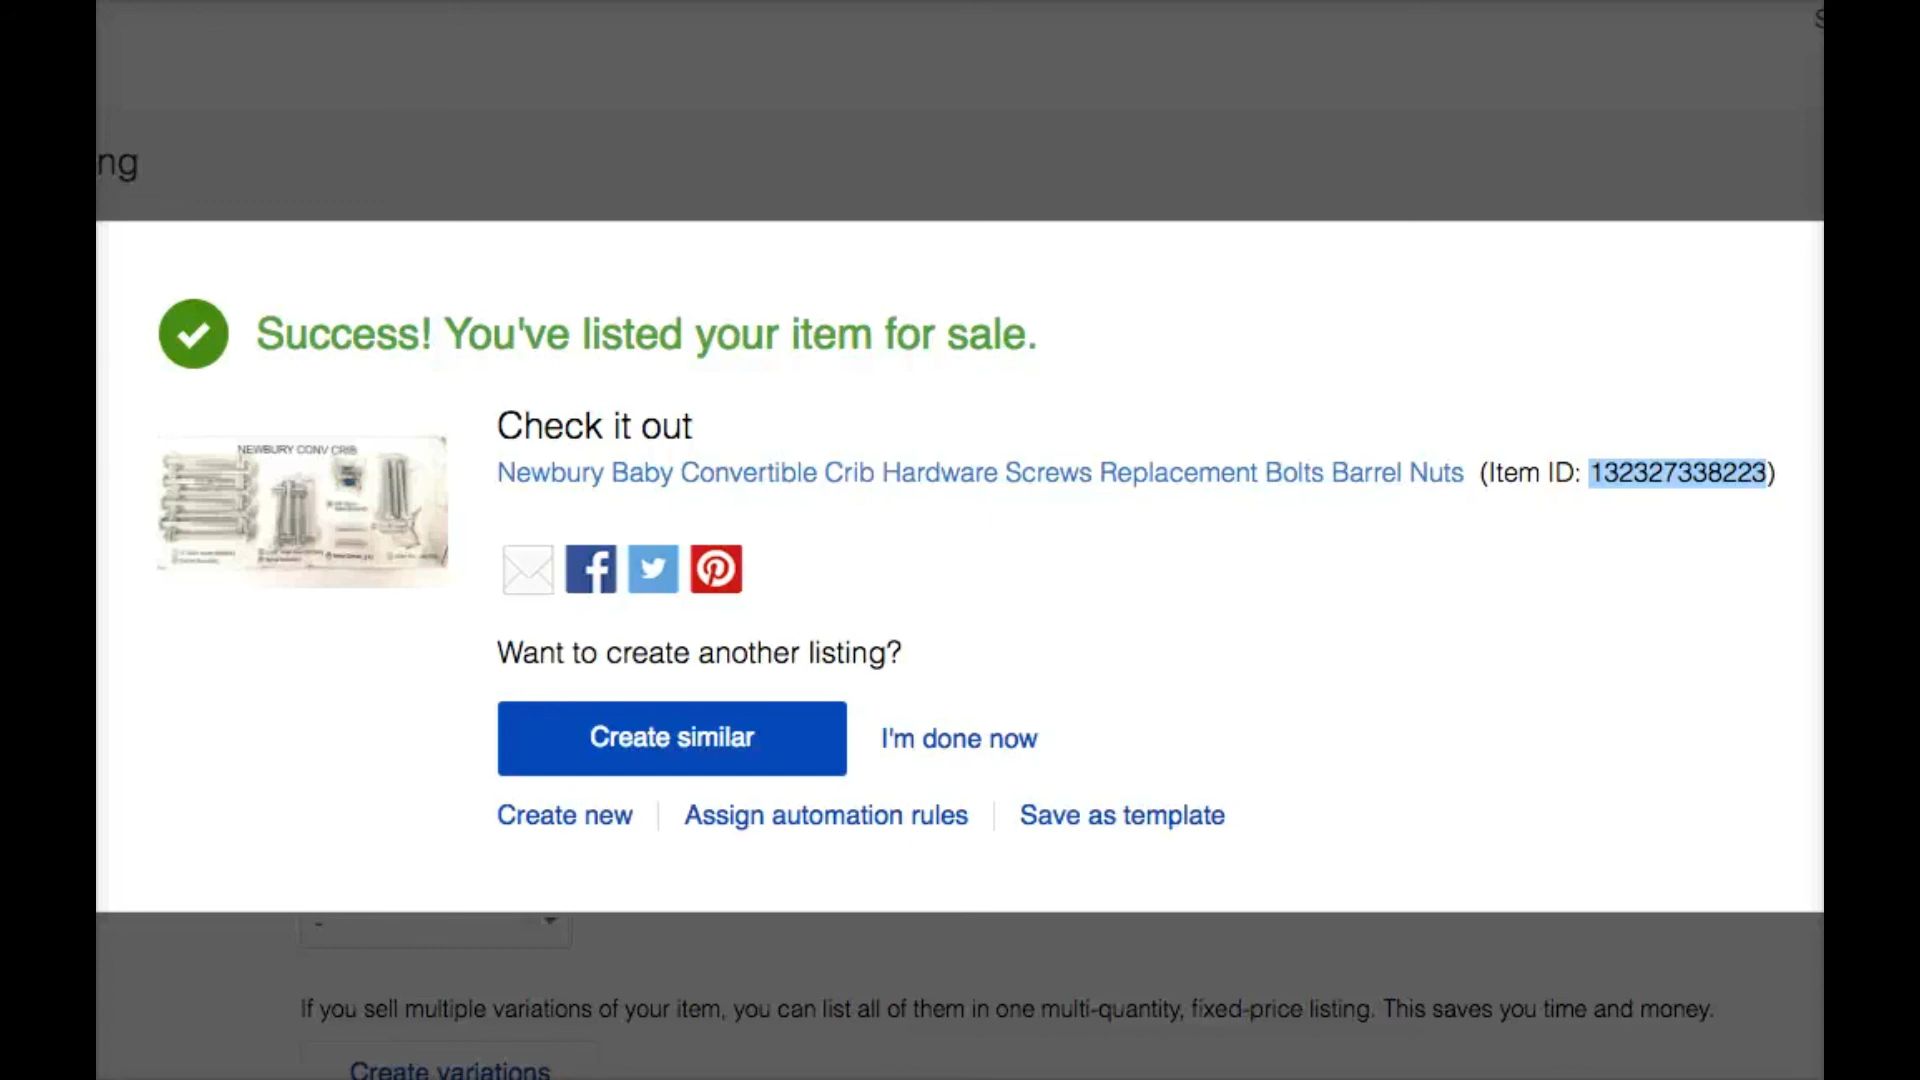 S
ng
Success! You've listed your item for sale.
Check it out
NEWBURY CONV CRIB
Newbury Baby Convertible Crib Hardware Screws Replacement Bolts Barrel Nuts (Item ID: 132327338223)
Want to create another listing?
Create similar
I'm done now
Create new
Assign automation rules
Save as template
-
If you sell multiple variations of your item, you can list all of them in one multi-quantity, fixed-price listing. This saves you time and money.
Create variations